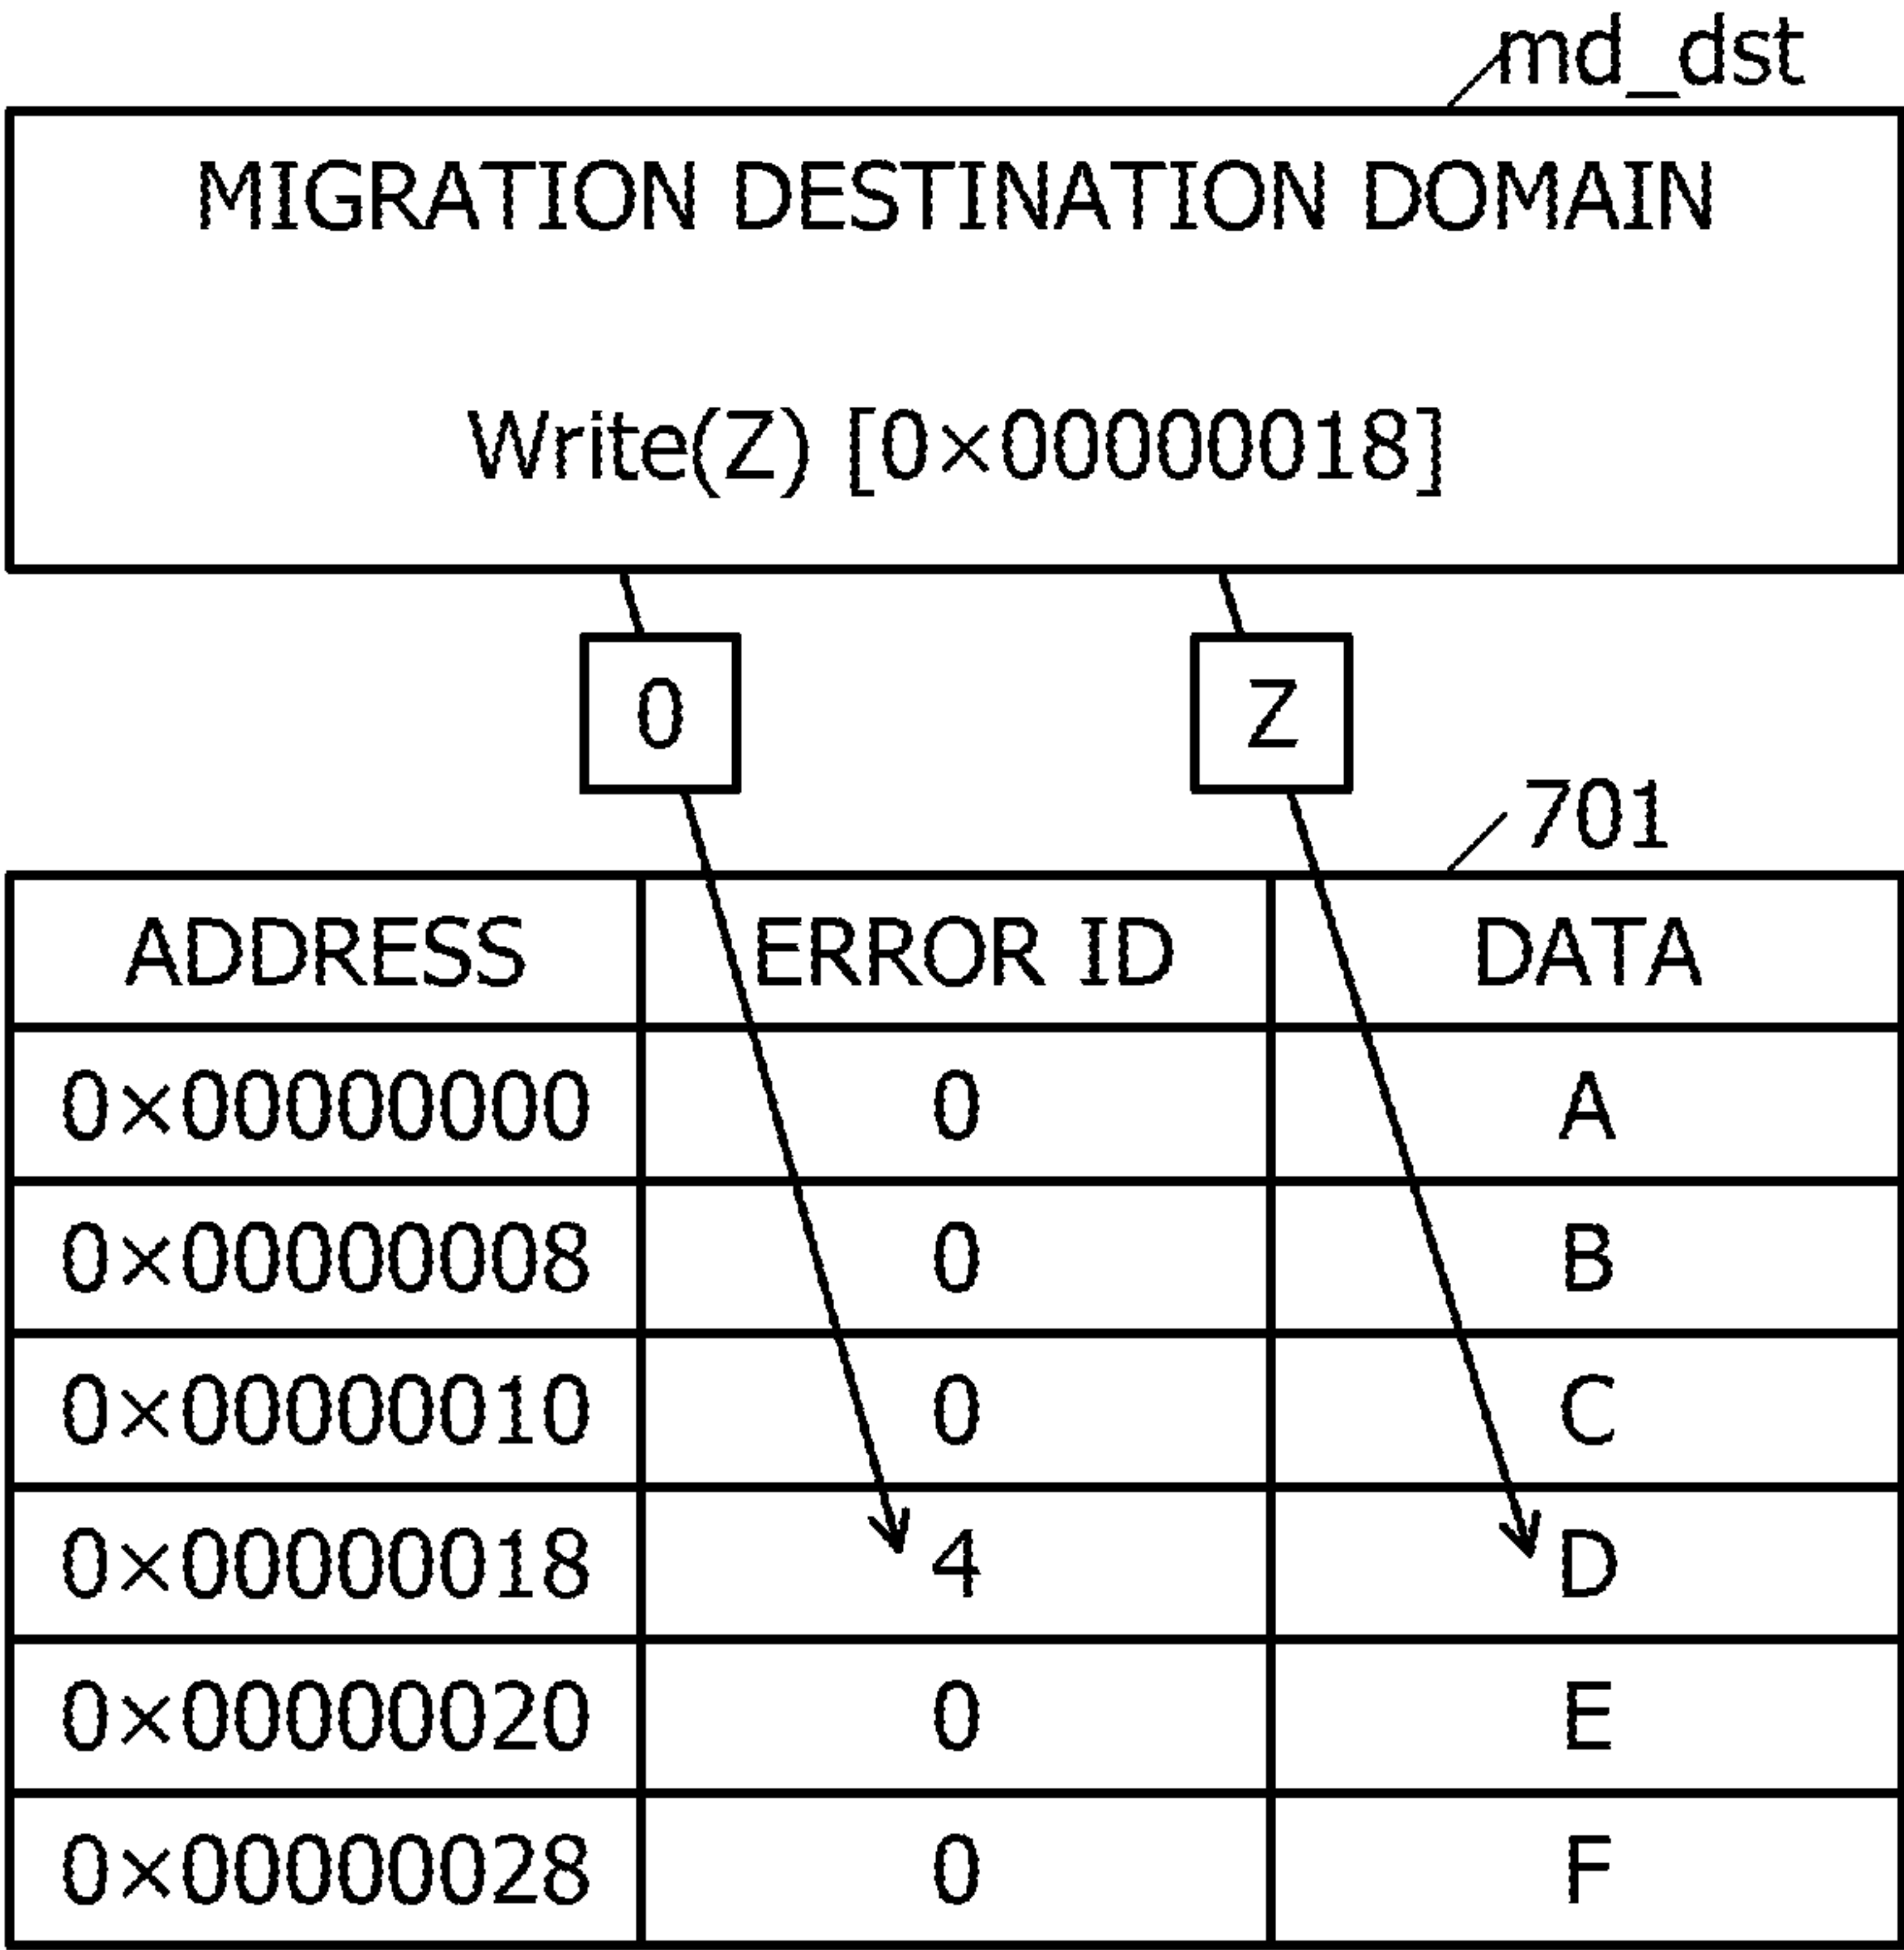 md_dst
MIGRATION DESTINATION DOMAIN
Write(Z) [0×00000018]
0 Z
701
ADDRESS ERROR ID DATA
0×00000000 0 A
0×00000008 0 B
0×00000010 0 C
0×00000018 4 D
0×00000020 0 E
0×00000028 0 F